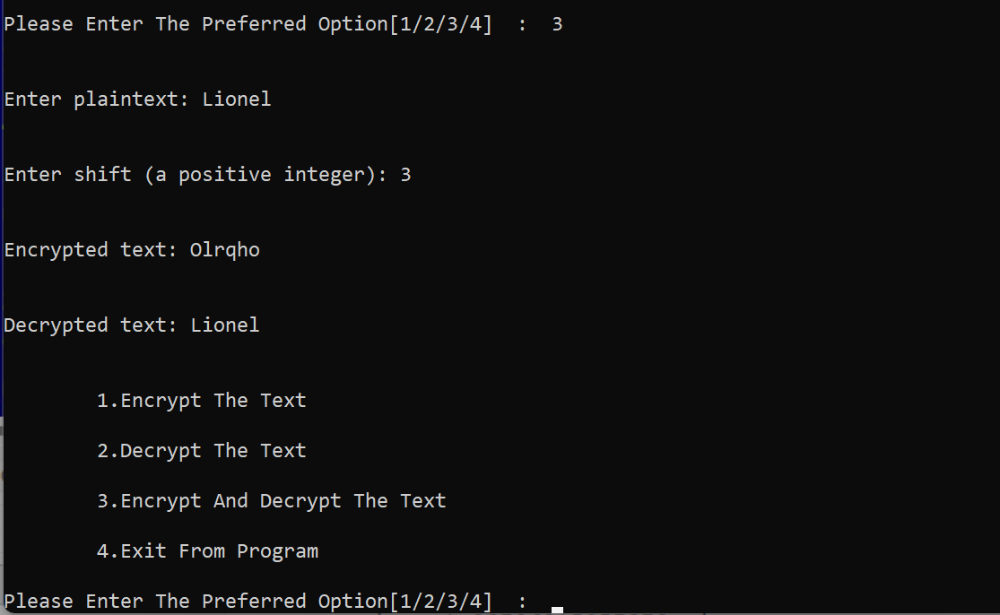 Please Enter The Preferred Option[1/2/3/4]  :  3
Enter plaintext: Lionel
Enter shift (a positive integer): 3
Encrypted text: Olrqho
Decrypted text: Lionel
1.Encrypt The Text
2.Decrypt The Text
3.Encrypt And Decrypt The Text
4.Exit From Program
Please Enter The Preferred Option[1/2/3/4]  :